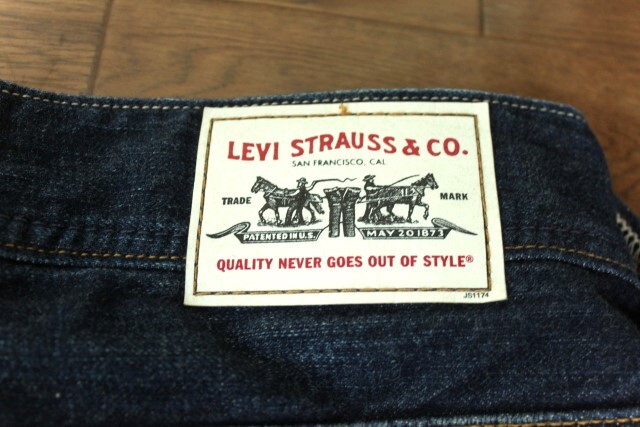 LEVI STRAUSS & CO.
SAN FRANCISCO, CAL
TRADE MARK
PATENTED IN U.S. MAY 20 1873
QUALITY NEVER GOES OUT OF STYLE®
JS1174